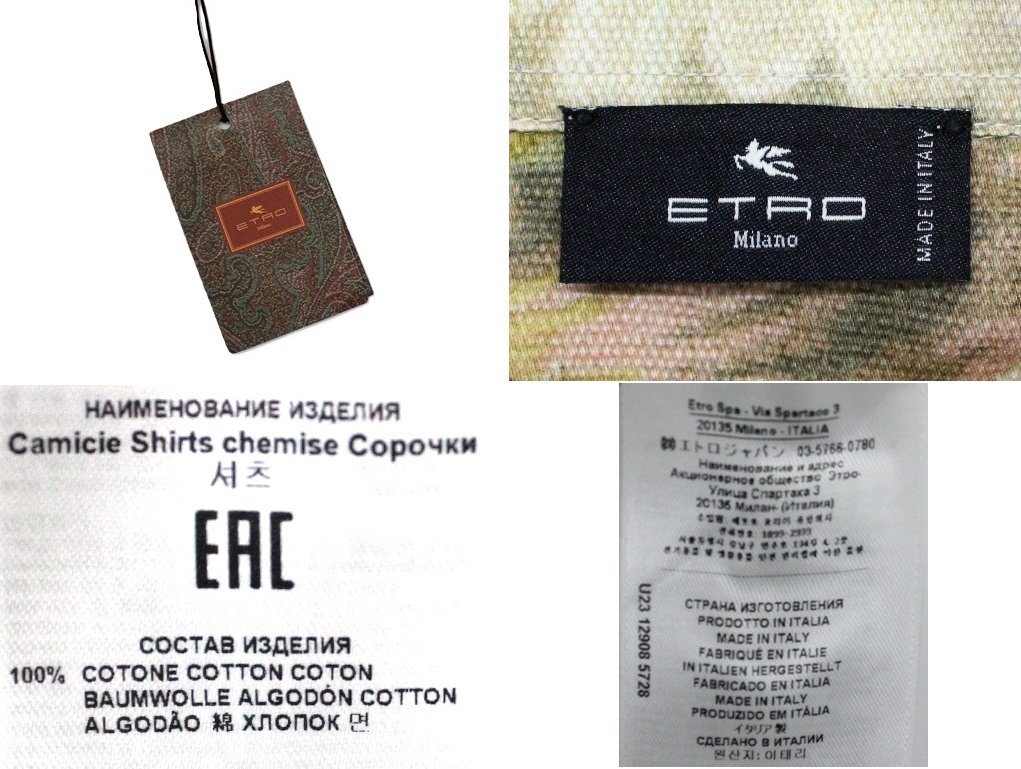 ETRO
Milano
ETRO
Milano
MADE IN ITALY
НАИМЕНОВАНИЕ ИЗДЕЛИЯ
Camicie Shirts chemise Сорочки
셔츠
EAC
СОСТАВ ИЗДЕЛИЯ
100% COTONE COTTON COTON
BAUMWOLLE ALGODÓN COTTON
ALGODÃO 綿 ХЛОПОК 면
Etro Spa - Via Spartaco 3
20135 Milano - ITALIA
㈱エトロジャパン 03-5766-0780
Наименование и адрес
Акционерное общество Этро-
Улица Спартака 3
20135 Милан- (Италия)
U23 12908 5728
СТРАНА ИЗГОТОВЛЕНИЯ
PRODOTTO IN ITALIA
MADE IN ITALY
FABRIQUÉ EN ITALIE
IN ITALIEN HERGESTELLT
FABRICADO EN ITALIA
MADE IN ITALY
PRODUZIDO EM ITÁLIA
イタリア製
СДЕЛАНО В ИТАЛИИ
원산지: 이태리